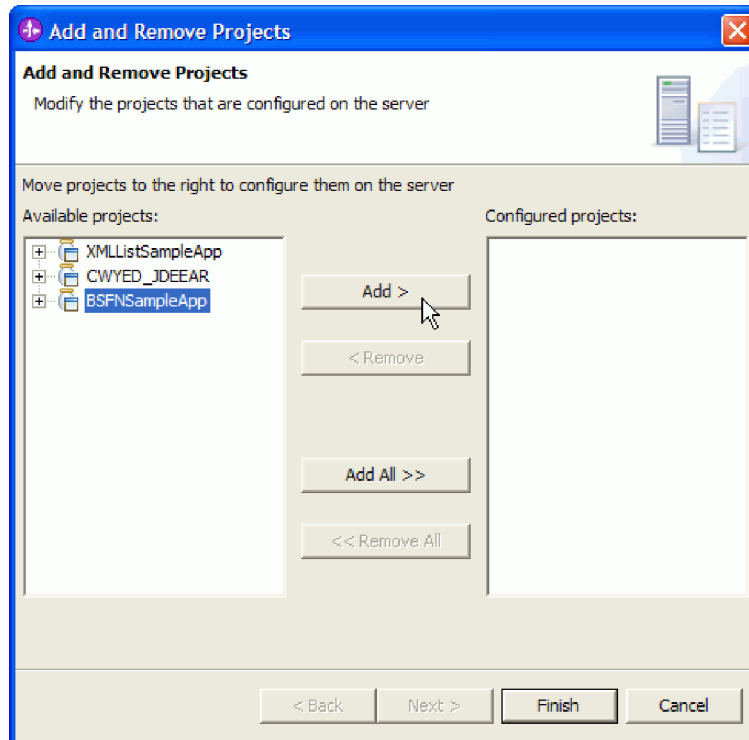 Add and Remove Projects
Add and Remove Projects
Modify the projects that are configured on the server
Move projects to the right to configure them on the server
Available projects:
Configured projects:
XMLListSampleApp
CWYED_JDEEAR
BSFNSampleApp
Add >
< Remove
Add All >>
<< Remove All
< Back
Next >
Finish
Cancel